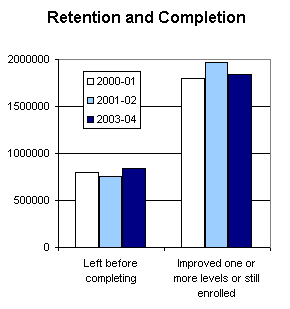 Retention and Completion
2000000
1500000
1000000
500000
0
2000-01
2001-02
2003-04
Left before
completing
Improved one or
more levels or still
enrolled